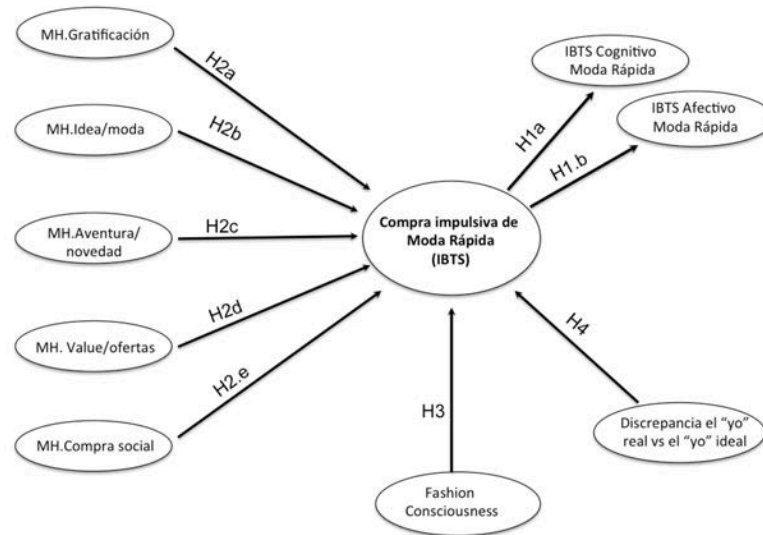 MH.Gratificación
H2a
MH.Idea/moda
H2b
MH.Aventura/
novedad
H2c
MH. Value/ofertas
H2d
MH.Compra social
H2.e
Compra impulsiva de
Moda Rápida
(IBTS)
H1a
IBTS Cognitivo
Moda Rápida
H1.b
IBTS Afectivo
Moda Rápida
H3
Fashion
Consciousness
H4
Discrepancia el “yo”
real vs el “yo” ideal